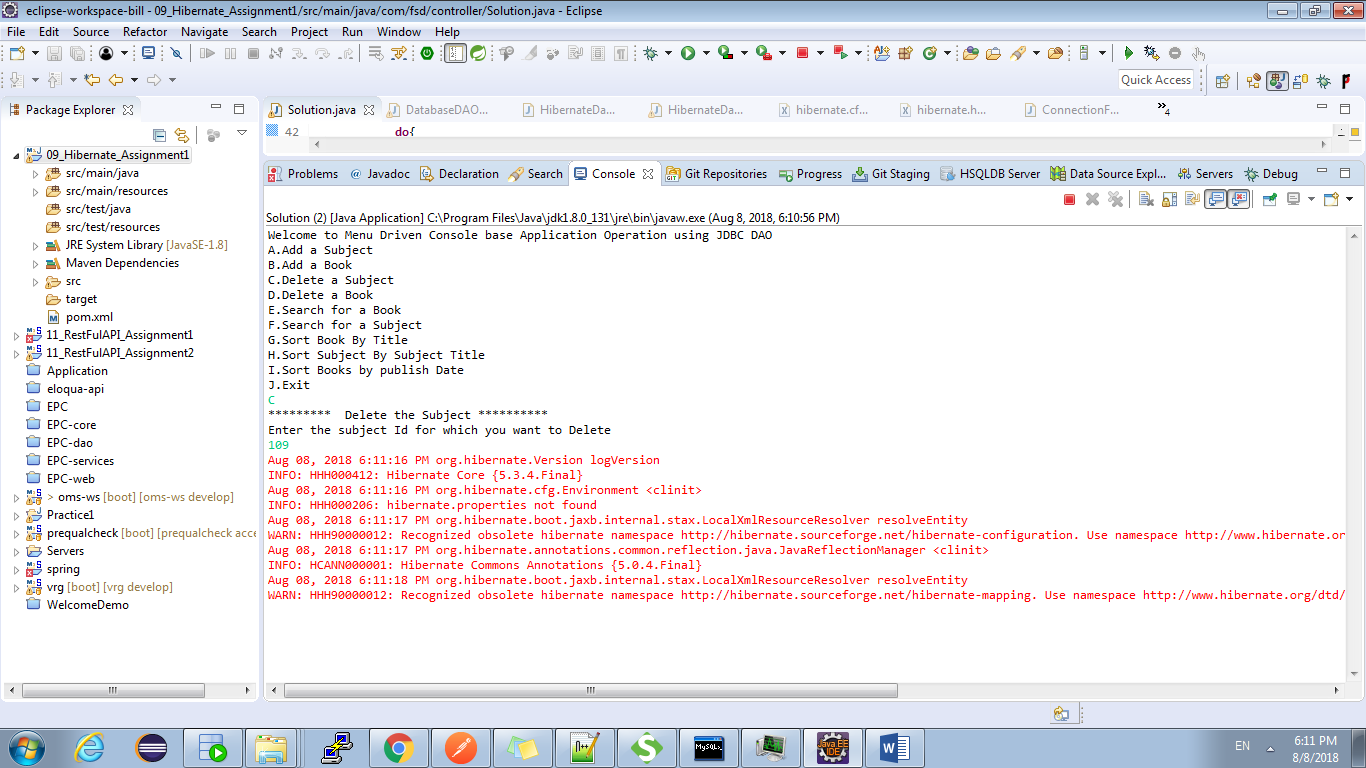 eclipse-workspace-bill - 09_Hibernate_Assignment1/src/main/java/com/fsd/controller/Solution.java - Eclipse
File Edit Source Refactor Navigate Search Project Run Window Help
Quick Access
Package Explorer
09_Hibernate_Assignment1
src/main/java
src/main/resources
src/test/java
src/test/resources
JRE System Library [JavaSE-1.8]
Maven Dependencies
src
target
pom.xml
11_RestFulAPI_Assignment1
11_RestFulAPI_Assignment2
Application
eloqua-api
EPC
EPC-core
EPC-dao
EPC-services
EPC-web
> oms-ws [boot] [oms-ws develop]
Practice1
prequalcheck [boot] [prequalcheck acce
Servers
spring
vrg [boot] [vrg develop]
WelcomeDemo
Solution.java DatabaseDAO... HibernateDa... HibernateDa... hibernate.cf... hibernate.h... ConnectionF... »4
42 do{
Problems @ Javadoc Declaration Search Console Git Repositories Progress Git Staging HSQLDB Server Data Source Expl... Servers Debug
Solution (2) [Java Application] C:\Program Files\Java\jdk1.8.0_131\jre\bin\javaw.exe (Aug 8, 2018, 6:10:56 PM)
Welcome to Menu Driven Console base Application Operation using JDBC DAO
A.Add a Subject
B.Add a Book
C.Delete a Subject
D.Delete a Book
E.Search for a Book
F.Search for a Subject
G.Sort Book By Title
H.Sort Subject By Subject Title
I.Sort Books by publish Date
J.Exit
C
********* Delete the Subject **********
Enter the subject Id for which you want to Delete
109
Aug 08, 2018 6:11:16 PM org.hibernate.Version logVersion
INFO: HHH000412: Hibernate Core {5.3.4.Final}
Aug 08, 2018 6:11:16 PM org.hibernate.cfg.Environment <clinit>
INFO: HHH000206: hibernate.properties not found
Aug 08, 2018 6:11:17 PM org.hibernate.boot.jaxb.internal.stax.LocalXmlResourceResolver resolveEntity
WARN: HHH90000012: Recognized obsolete hibernate namespace http://hibernate.sourceforge.net/hibernate-configuration. Use namespace http://www.hibernate.or
Aug 08, 2018 6:11:17 PM org.hibernate.annotations.common.reflection.java.JavaReflectionManager <clinit>
INFO: HCANN000001: Hibernate Commons Annotations {5.0.4.Final}
Aug 08, 2018 6:11:18 PM org.hibernate.boot.jaxb.internal.stax.LocalXmlResourceResolver resolveEntity
WARN: HHH90000012: Recognized obsolete hibernate namespace http://hibernate.sourceforge.net/hibernate-mapping. Use namespace http://www.hibernate.org/dtd/
EN
6:11 PM
8/8/2018